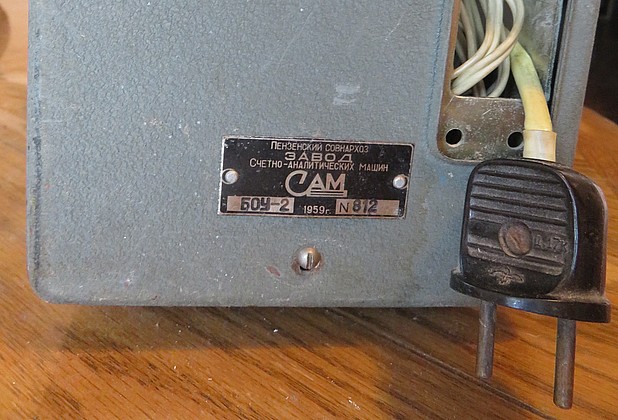 ПЕНЗЕНСКИЙ СОВНАРХОЗ
ЗАВОД
СЧЕТНО-АНАЛИТИЧЕСКИХ МАШИН
САМ
БОУ-2 1959г. N 812